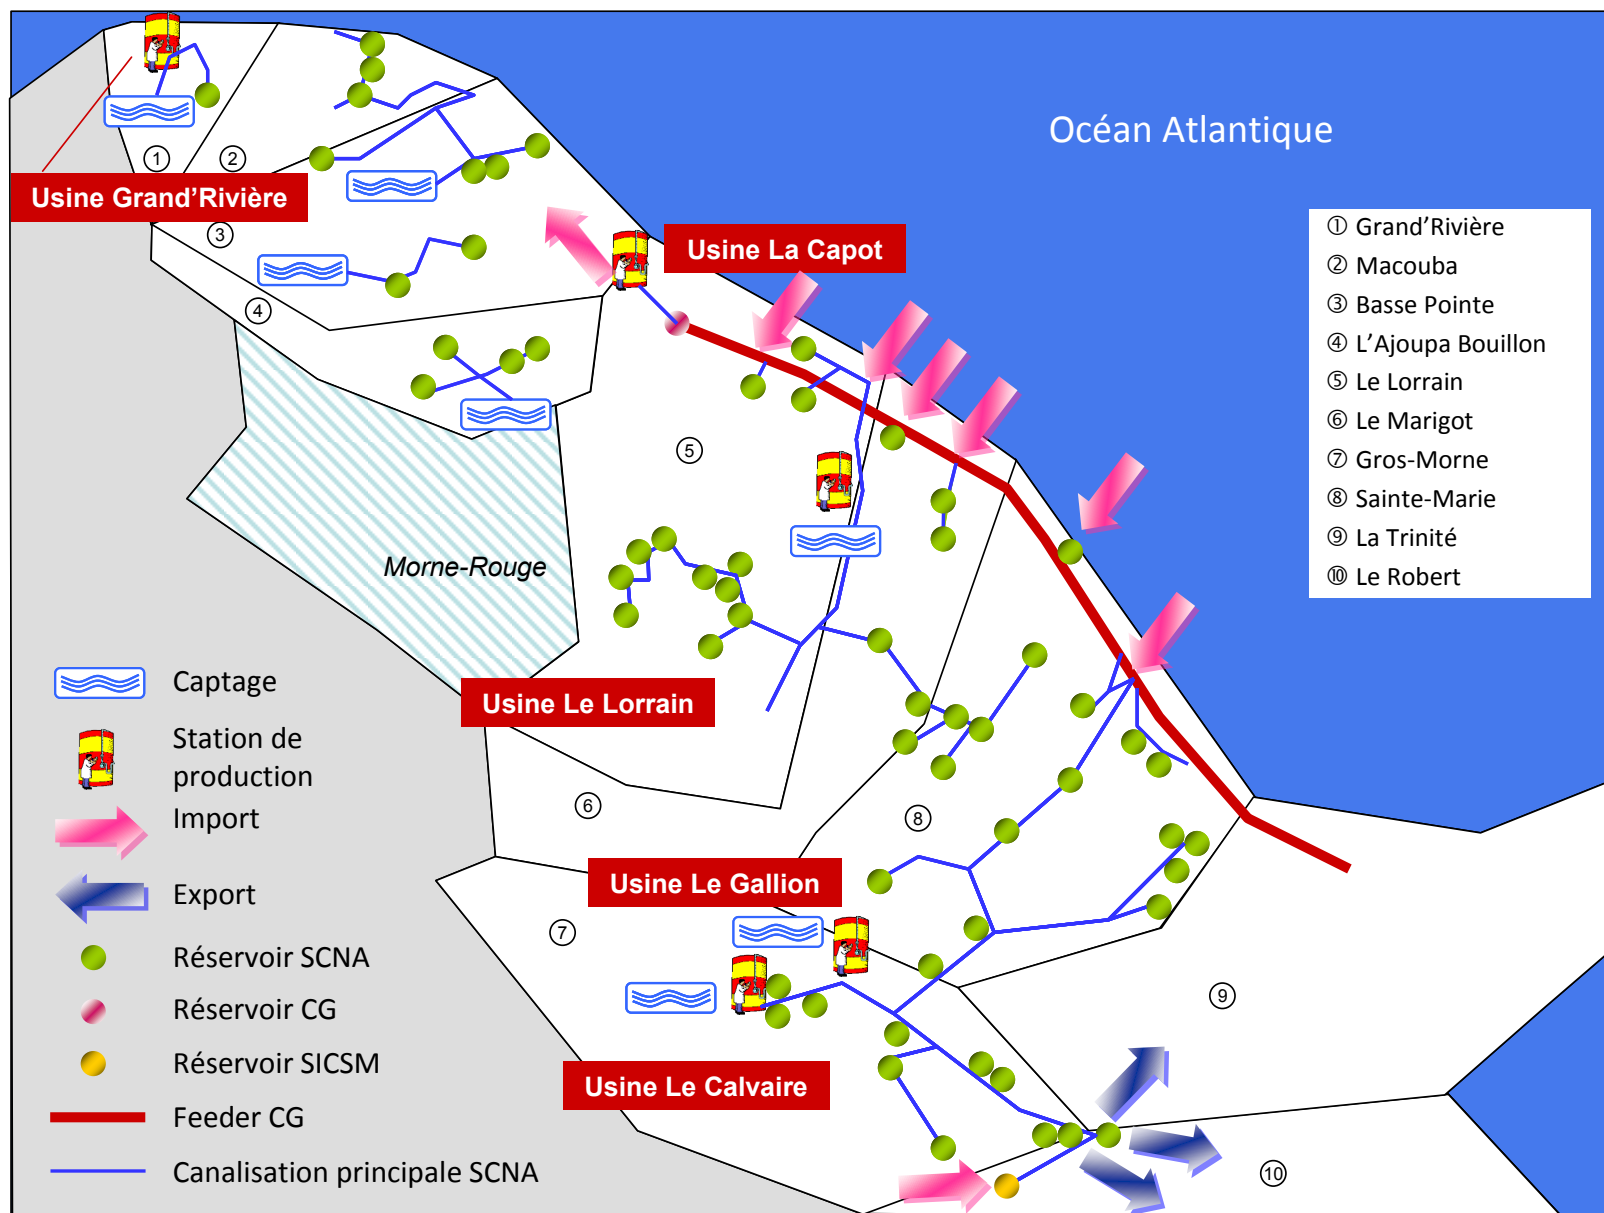 Océan Atlantique
①
②
Usine Grand'Rivière
③
Usine La Capot
④
① Grand'Rivière
② Macouba
③ Basse Pointe
④ L'Ajoupa Bouillon
⑤ Le Lorrain
⑥ Le Marigot
⑦ Gros-Morne
⑧ Sainte-Marie
⑨ La Trinité
⑩ Le Robert
⑤
Morne-Rouge
Usine Le Lorrain
⑥
⑧
Usine Le Gallion
⑦
⑨
Usine Le Calvaire
⑩
Captage
Station de
production
Import
Export
Réservoir SCNA
Réservoir CG
Réservoir SICSM
Feeder CG
Canalisation principale SCNA